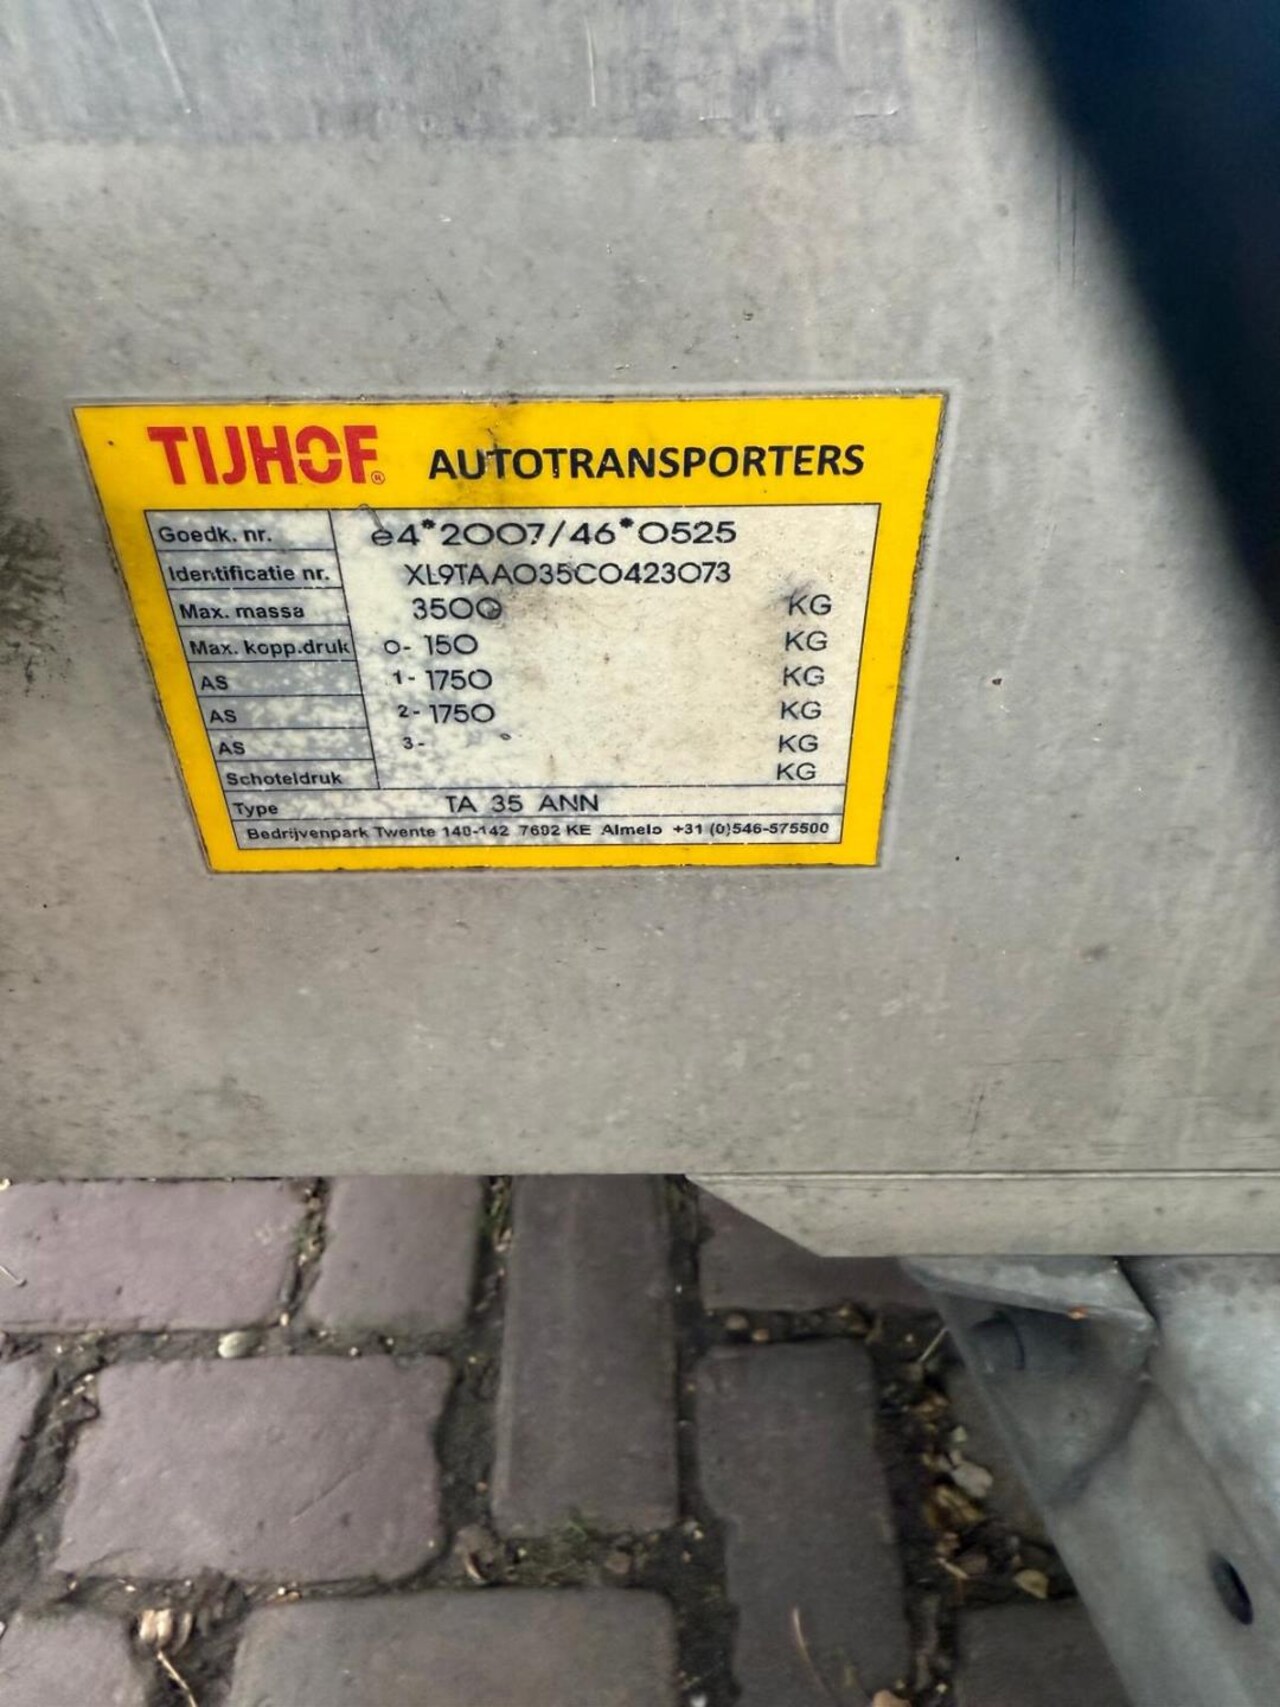 TIJHOF® AUTOTRANSPORTERS
Goedk. nr. e4*2007/46*0525
Identificatie nr. XL9TAA035C0423073
Max. massa 3500 KG
Max. kopp.druk 0- 150 KG
AS 1- 1750 KG
AS 2- 1750 KG
AS 3- KG
Schoteldruk KG
Type TA 35 ANN
Bedrijvenpark Twente 140-142 7602 KE Almelo +31 (0)546-575500